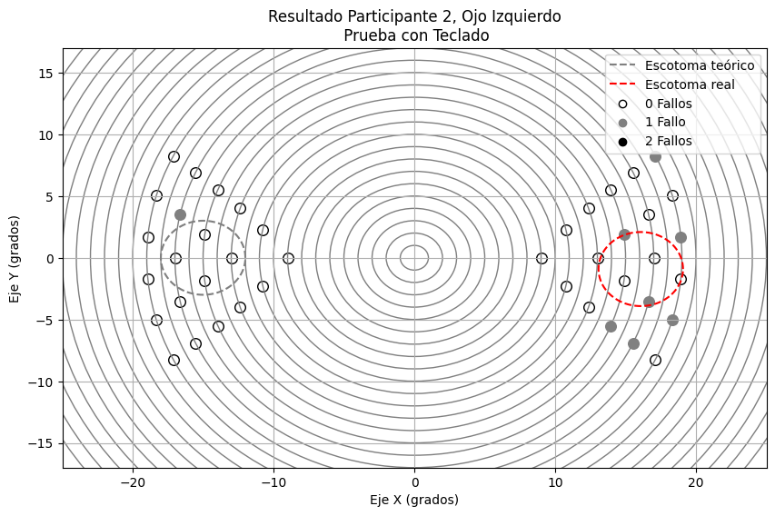 Resultado Participante 2, Ojo Izquierdo
Prueba con Teclado
Escotoma teórico
Escotoma real
0 Fallos
1 Fallo
2 Fallos
Eje Y (grados)
15
10
5
0
−5
−10
−15
−20
−10
0
10
20
Eje X (grados)